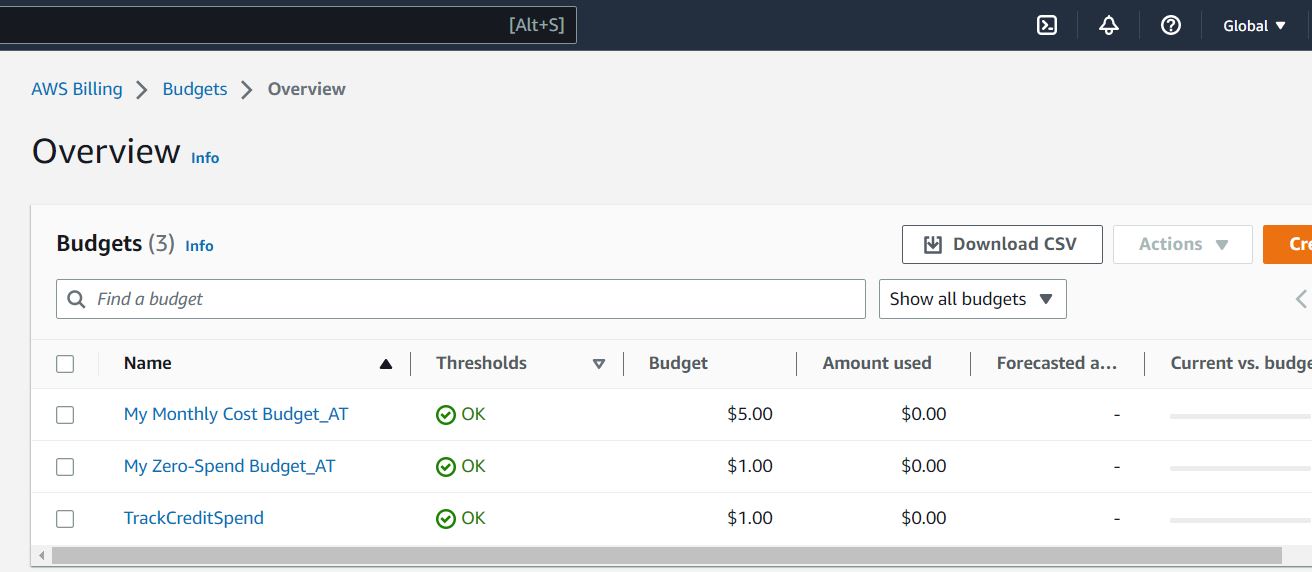 [Alt+S] Global
AWS Billing Budgets Overview
Overview Info
Budgets (3) Info Download CSV Actions
Find a budget Show all budgets
Name Thresholds Budget Amount used Forecasted a... Current vs.
My Monthly Cost Budget_AT OK $5.00 $0.00 -
My Zero-Spend Budget_AT OK $1.00 $0.00 -
TrackCreditSpend OK $1.00 $0.00 -